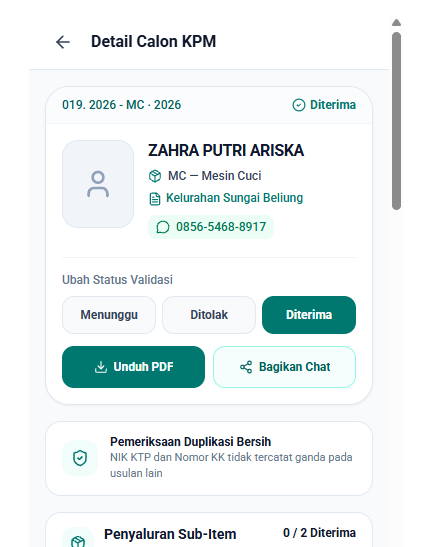 Detail Calon KPM
019. 2026 - MC · 2026 Diterima
ZAHRA PUTRI ARISKA
MC — Mesin Cuci
Kelurahan Sungai Beliung
0856-5468-8917
Ubah Status Validasi
Menunggu Ditolak Diterima
Unduh PDF Bagikan Chat
Pemeriksaan Duplikasi Bersih
NIK KTP dan Nomor KK tidak tercatat ganda pada
usulan lain
Penyaluran Sub-Item 0 / 2 Diterima